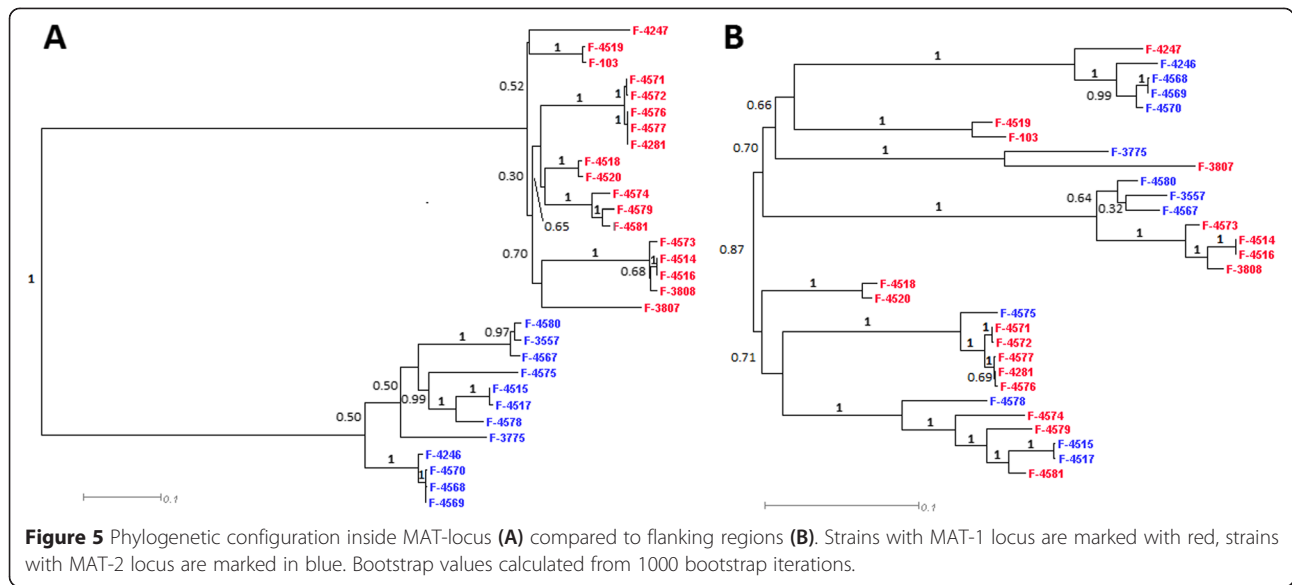 A
F-4247
1
F-4519
F-103
0.52
F-4571
1
1
F-4572
F-4576
1
F-4577
F-4281
0.30
1
F-4518
F-4520
F-4574
1
F-4579
1
0.65
F-4581
F-4573
0.70
1
F-4514
1
F-4516
0.68
F-3808
F-3807
1
F-4580
0.97
1
F-3557
F-4567
F-4575
0.50
0.99
1
F-4515
F-4517
1
F-4578
0.50
F-3775
F-4246
1
F-4570
1
F-4568
F-4569
0.1
B
F-4247
1
F-4246
1
1
F-4568
F-4569
0.99
F-4570
0.66
F-4519
1
F-103
0.70
F-3775
1
F-3807
F-4580
0.64
F-3557
0.32
1
F-4567
F-4573
1
1
F-4514
1
F-4516
F-3808
0.87
F-4518
1
F-4520
F-4575
1
1
F-4571
F-4572
1
0.71
1
F-4577
F-4281
0.69
F-4576
F-4578
1
F-4574
1
F-4579
1
1
F-4515
F-4517
1
F-4581
0.1
Figure 5 Phylogenetic configuration inside MAT-locus (A) compared to flanking regions (B). Strains with MAT-1 locus are marked with red, strains
with MAT-2 locus are marked in blue. Bootstrap values calculated from 1000 bootstrap iterations.